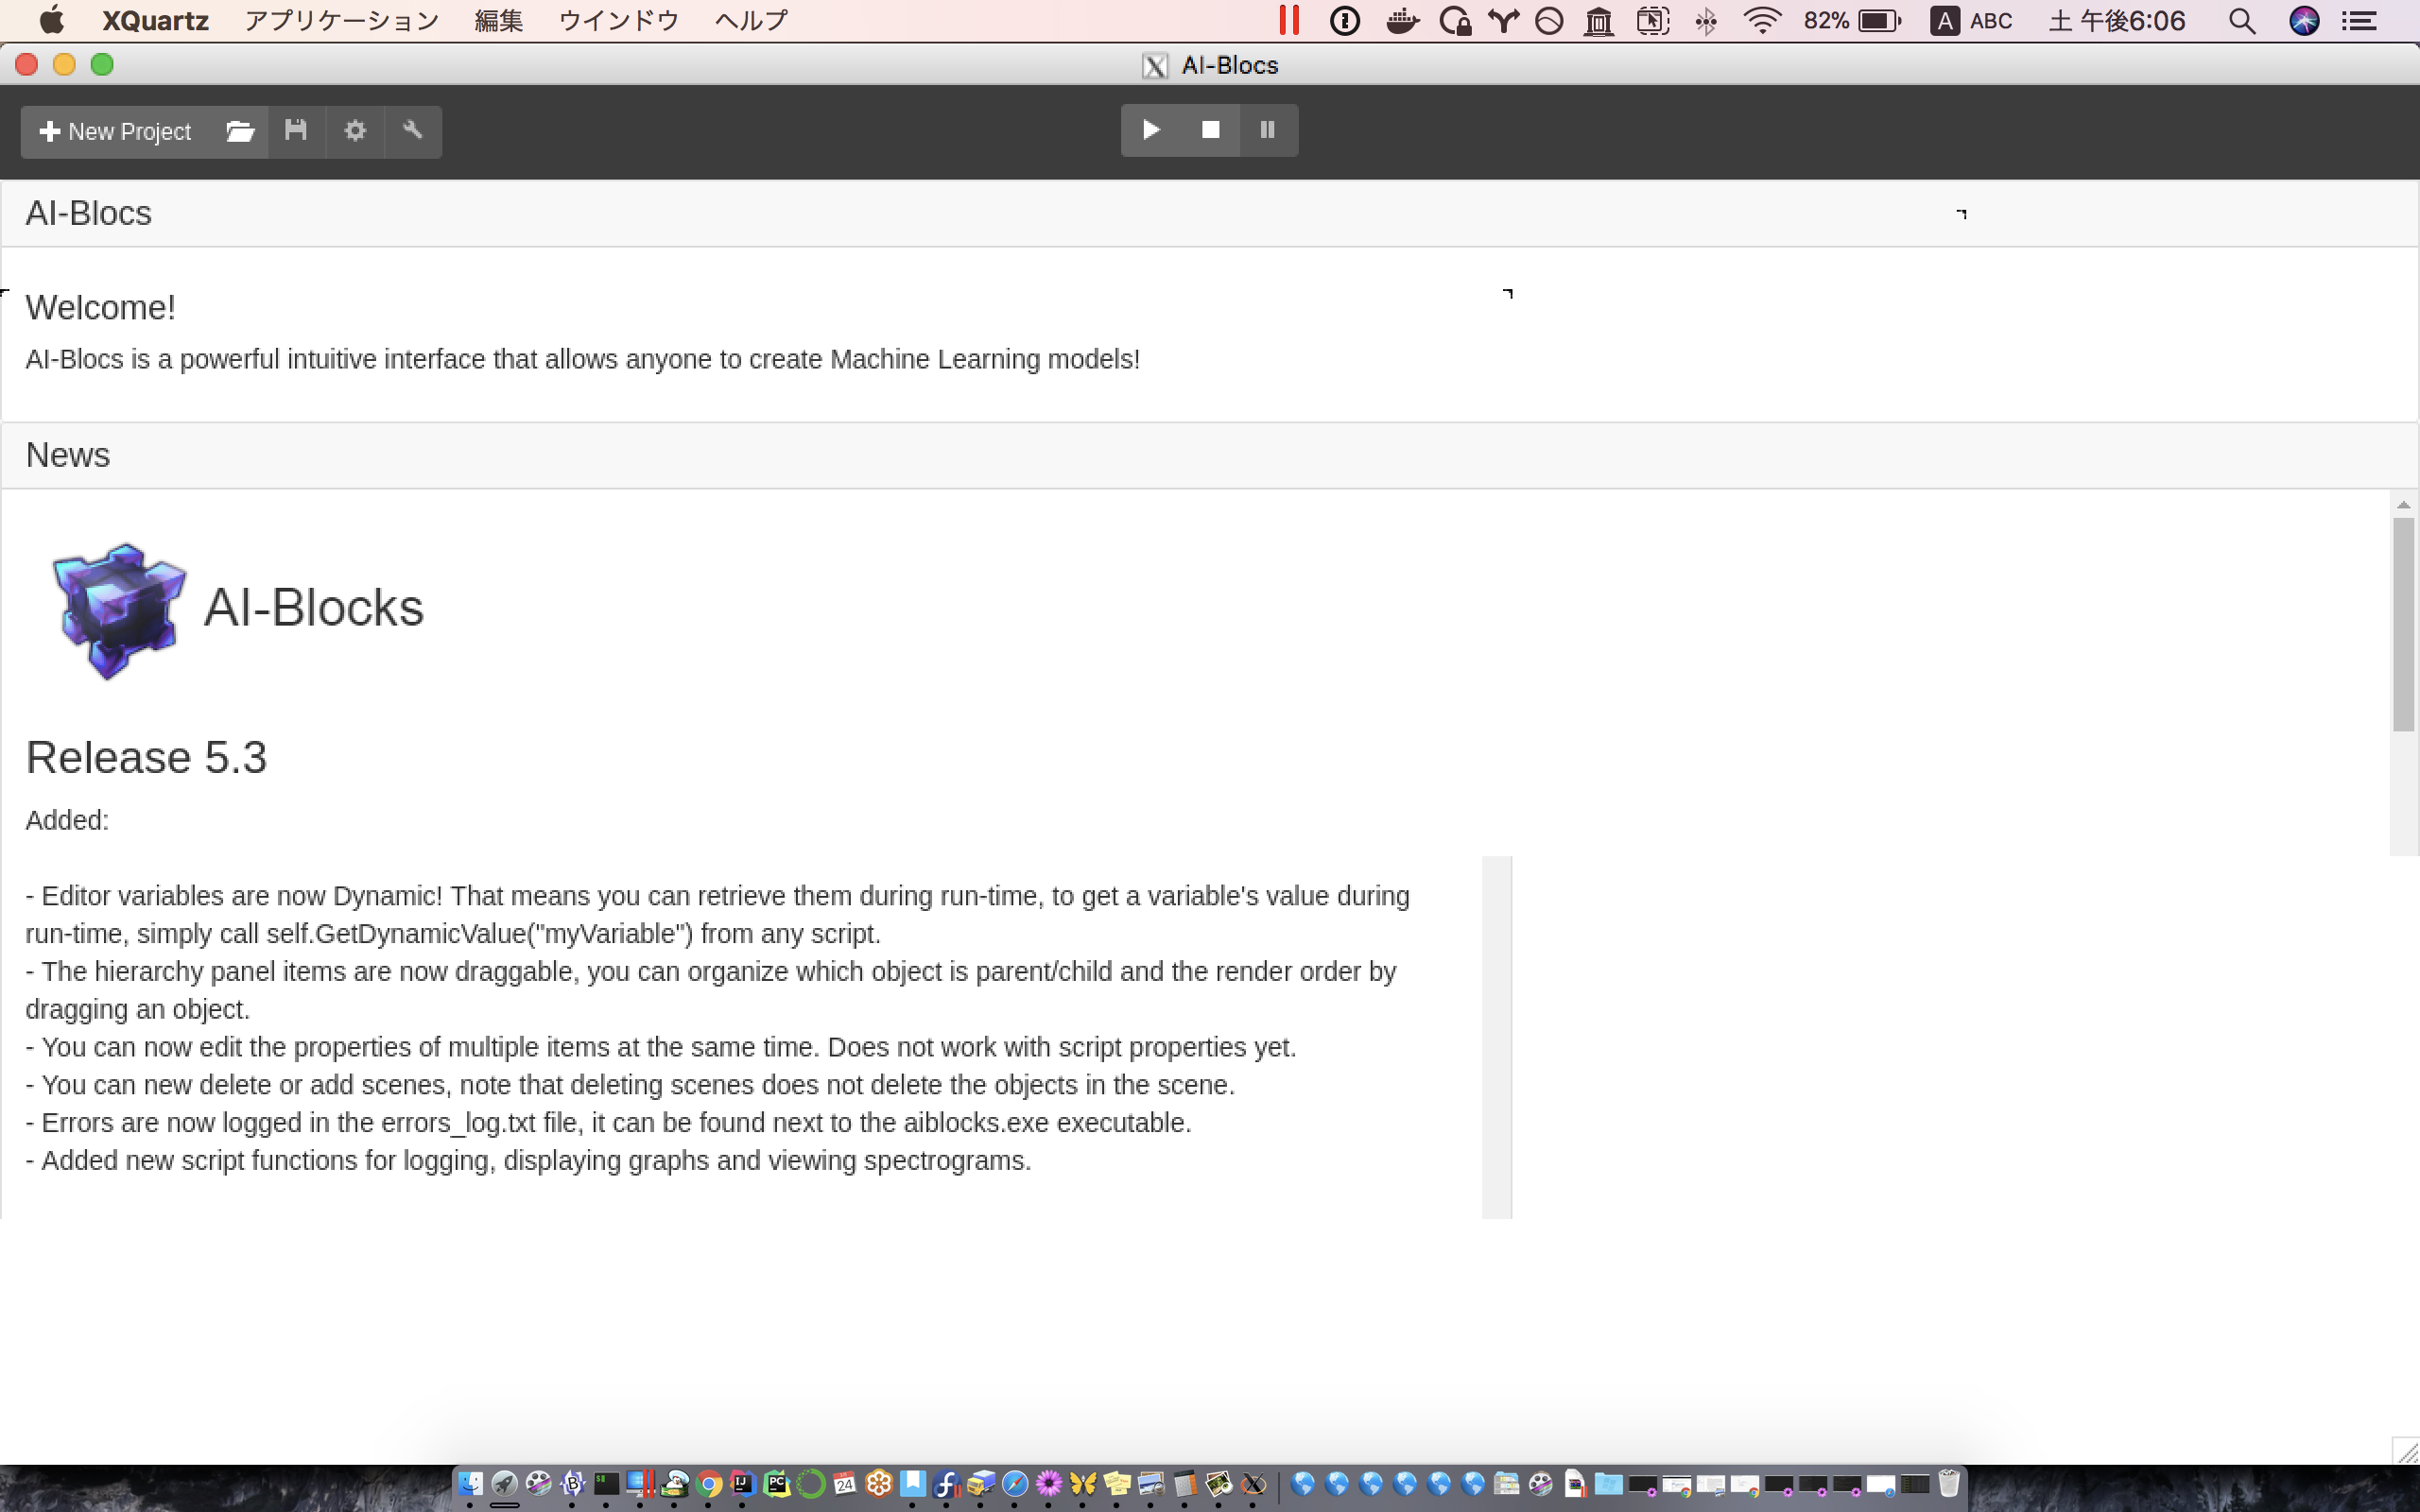 XQuartz アプリケーション 編集 ウインドウ ヘルプ 82% A ABC 土 午後6:06
AI-Blocs
New Project
AI-Blocs
Welcome!
AI-Blocs is a powerful intuitive interface that allows anyone to create Machine Learning models!
News
AI-Blocks
Release 5.3
Added:
- Editor variables are now Dynamic! That means you can retrieve them during run-time, to get a variable's value during
run-time, simply call self.GetDynamicValue("myVariable") from any script.
- The hierarchy panel items are now draggable, you can organize which object is parent/child and the render order by
dragging an object.
- You can now edit the properties of multiple items at the same time. Does not work with script properties yet.
- You can new delete or add scenes, note that deleting scenes does not delete the objects in the scene.
- Errors are now logged in the errors_log.txt file, it can be found next to the aiblocks.exe executable.
- Added new script functions for logging, displaying graphs and viewing spectrograms.
B IJ PC 24 f